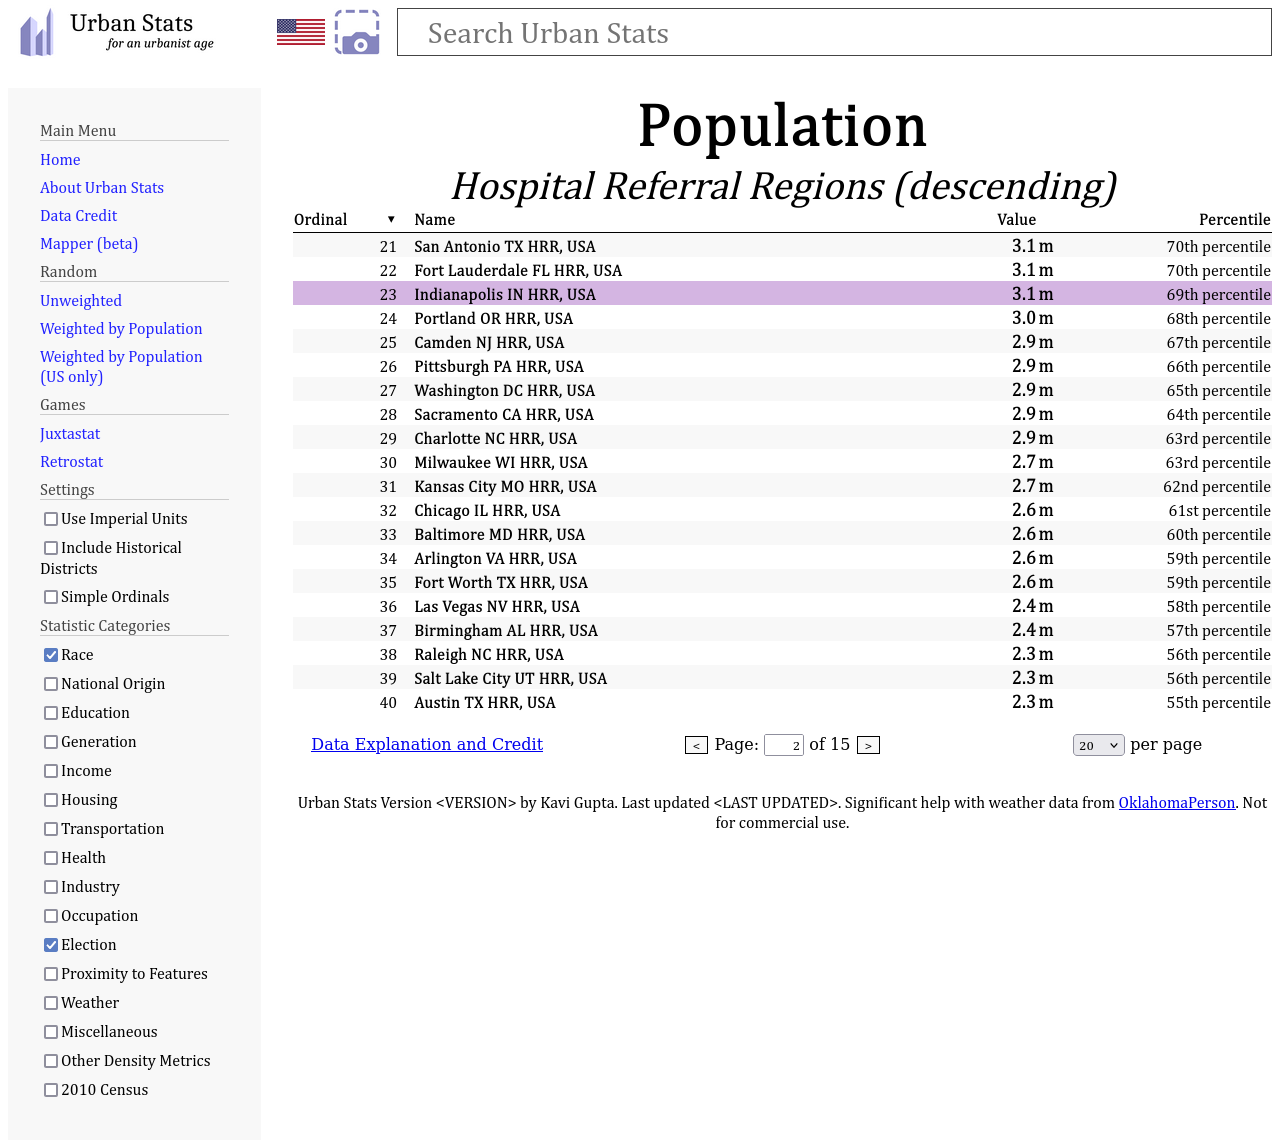 Urban Stats
for an urbanist age
Search Urban Stats
Main Menu
Home
About Urban Stats
Data Credit
Mapper (beta)
Random
Unweighted
Weighted by Population
Weighted by Population
(US only)
Games
Juxtastat
Retrostat
Settings
Use Imperial Units
Include Historical
Districts
Simple Ordinals
Statistic Categories
Race
National Origin
Education
Generation
Income
Housing
Transportation
Health
Industry
Occupation
Election
Proximity to Features
Weather
Miscellaneous
Other Density Metrics
2010 Census
Population
Hospital Referral Regions (descending)
Ordinal ▼ Name Value Percentile
21 San Antonio TX HRR, USA 3.1 m 70th percentile
22 Fort Lauderdale FL HRR, USA 3.1 m 70th percentile
23 Indianapolis IN HRR, USA 3.1 m 69th percentile
24 Portland OR HRR, USA 3.0 m 68th percentile
25 Camden NJ HRR, USA 2.9 m 67th percentile
26 Pittsburgh PA HRR, USA 2.9 m 66th percentile
27 Washington DC HRR, USA 2.9 m 65th percentile
28 Sacramento CA HRR, USA 2.9 m 64th percentile
29 Charlotte NC HRR, USA 2.9 m 63rd percentile
30 Milwaukee WI HRR, USA 2.7 m 63rd percentile
31 Kansas City MO HRR, USA 2.7 m 62nd percentile
32 Chicago IL HRR, USA 2.6 m 61st percentile
33 Baltimore MD HRR, USA 2.6 m 60th percentile
34 Arlington VA HRR, USA 2.6 m 59th percentile
35 Fort Worth TX HRR, USA 2.6 m 59th percentile
36 Las Vegas NV HRR, USA 2.4 m 58th percentile
37 Birmingham AL HRR, USA 2.4 m 57th percentile
38 Raleigh NC HRR, USA 2.3 m 56th percentile
39 Salt Lake City UT HRR, USA 2.3 m 56th percentile
40 Austin TX HRR, USA 2.3 m 55th percentile
Data Explanation and Credit < Page: 2 of 15 > 20 per page
Urban Stats Version <VERSION> by Kavi Gupta. Last updated <LAST UPDATED>. Significant help with weather data from OklahomaPerson. Not
for commercial use.